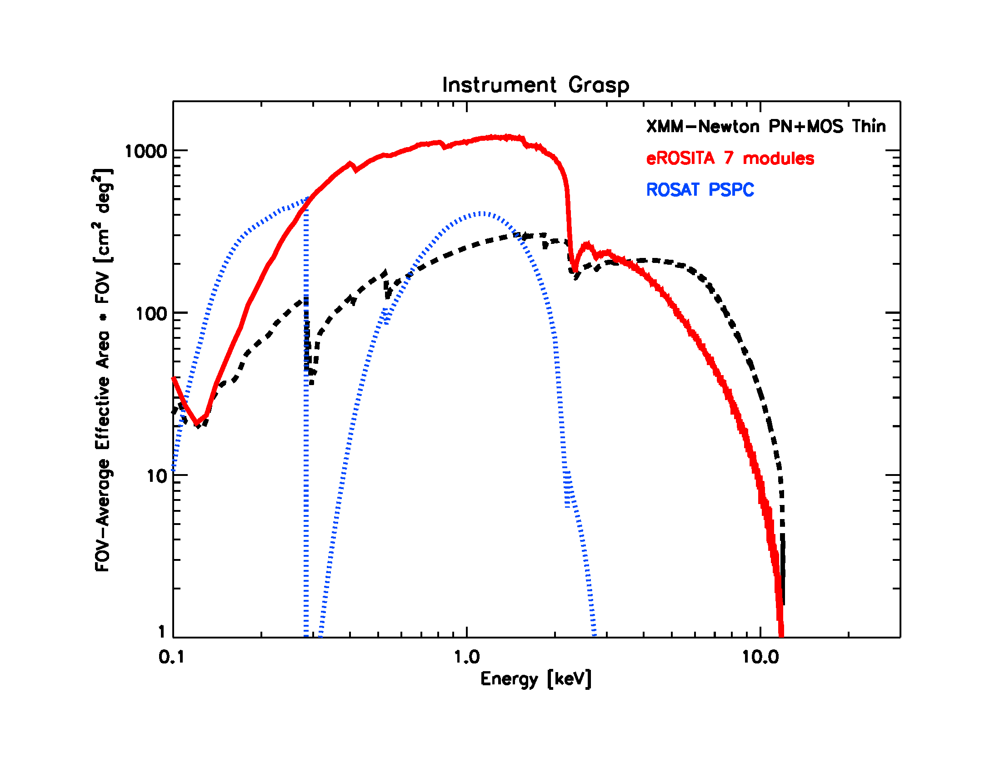 Instrument Grasp
XMM-Newton PN+MOS Thin
eROSITA 7 modules
ROSAT PSPC
FOV-Average Effective Area • FOV [cm² deg²]
1000
100
10
1
0.1
1.0
10.0
Energy [keV]